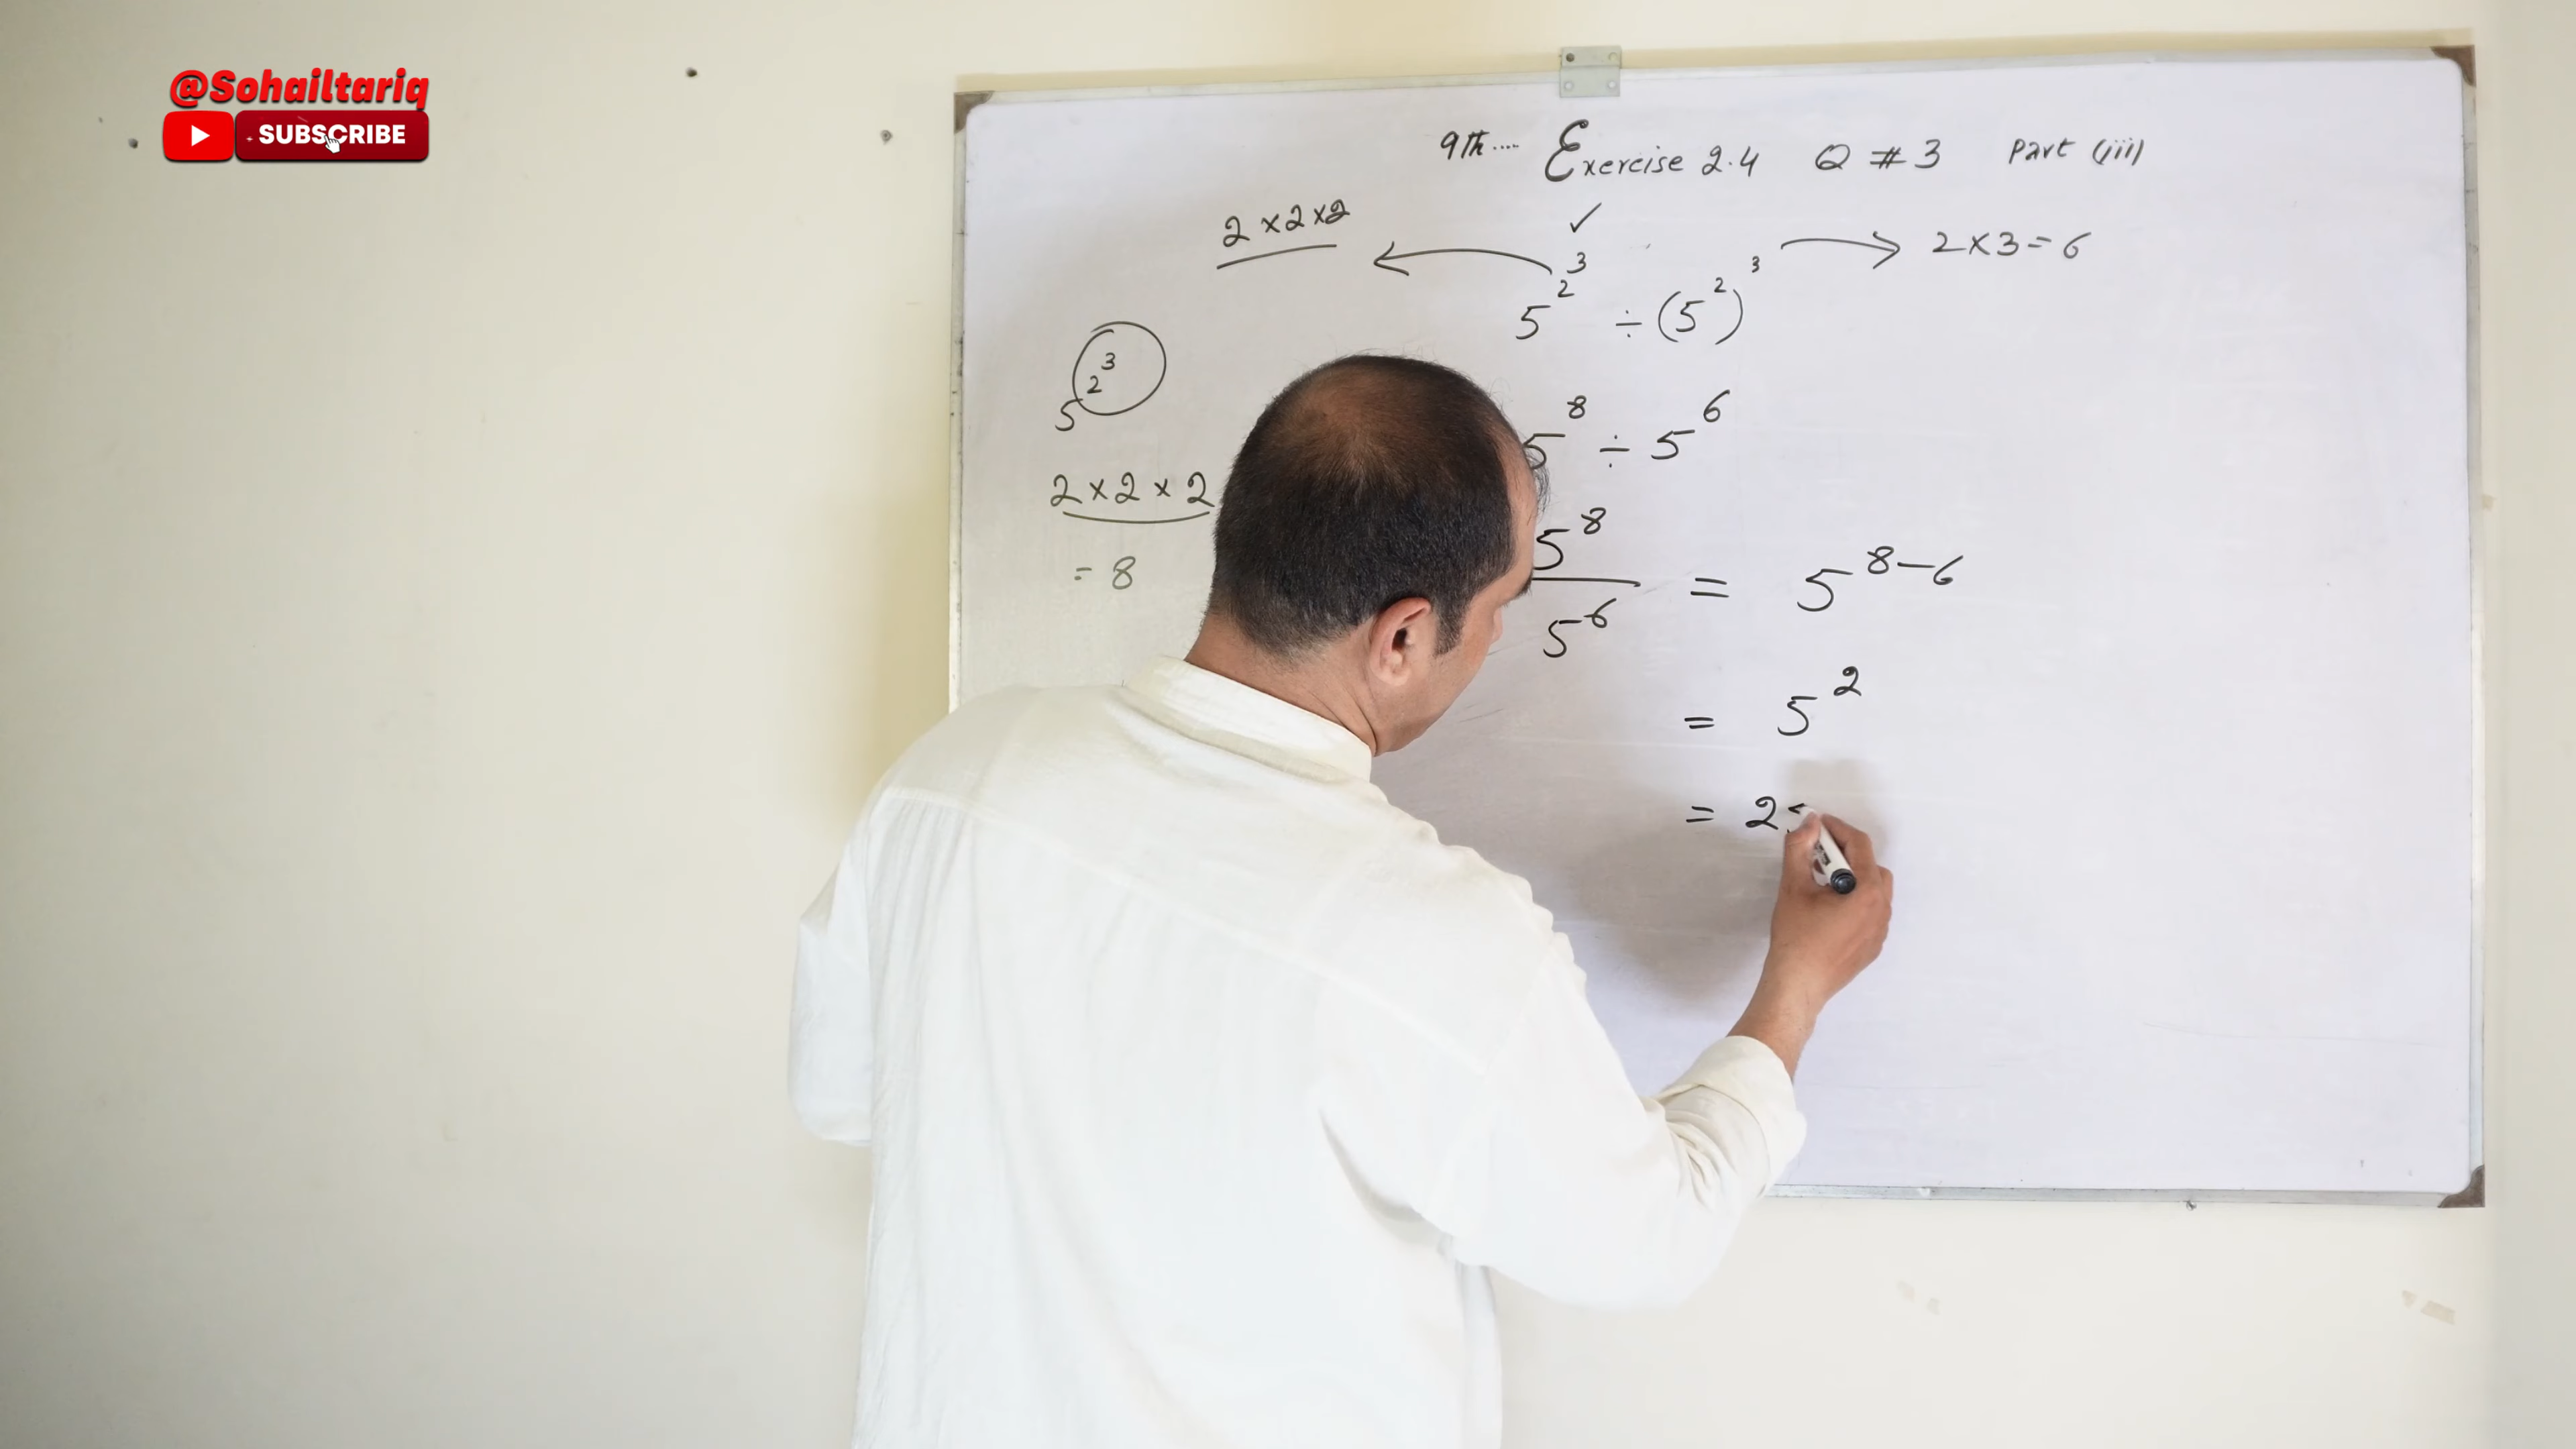 @Sohailtariq
SUBSCRIBE
9th.... Exercise 2.4 Q # 3 Part (iii)
2 × 2 × 2
2 × 3 = 6
5^2^3 ÷ (5^2)^3
5^2^3
5^8 ÷ 5^6
2 × 2 × 2
= 8
5^8 / 5^6 = 5^8-6
= 5^2
= 25